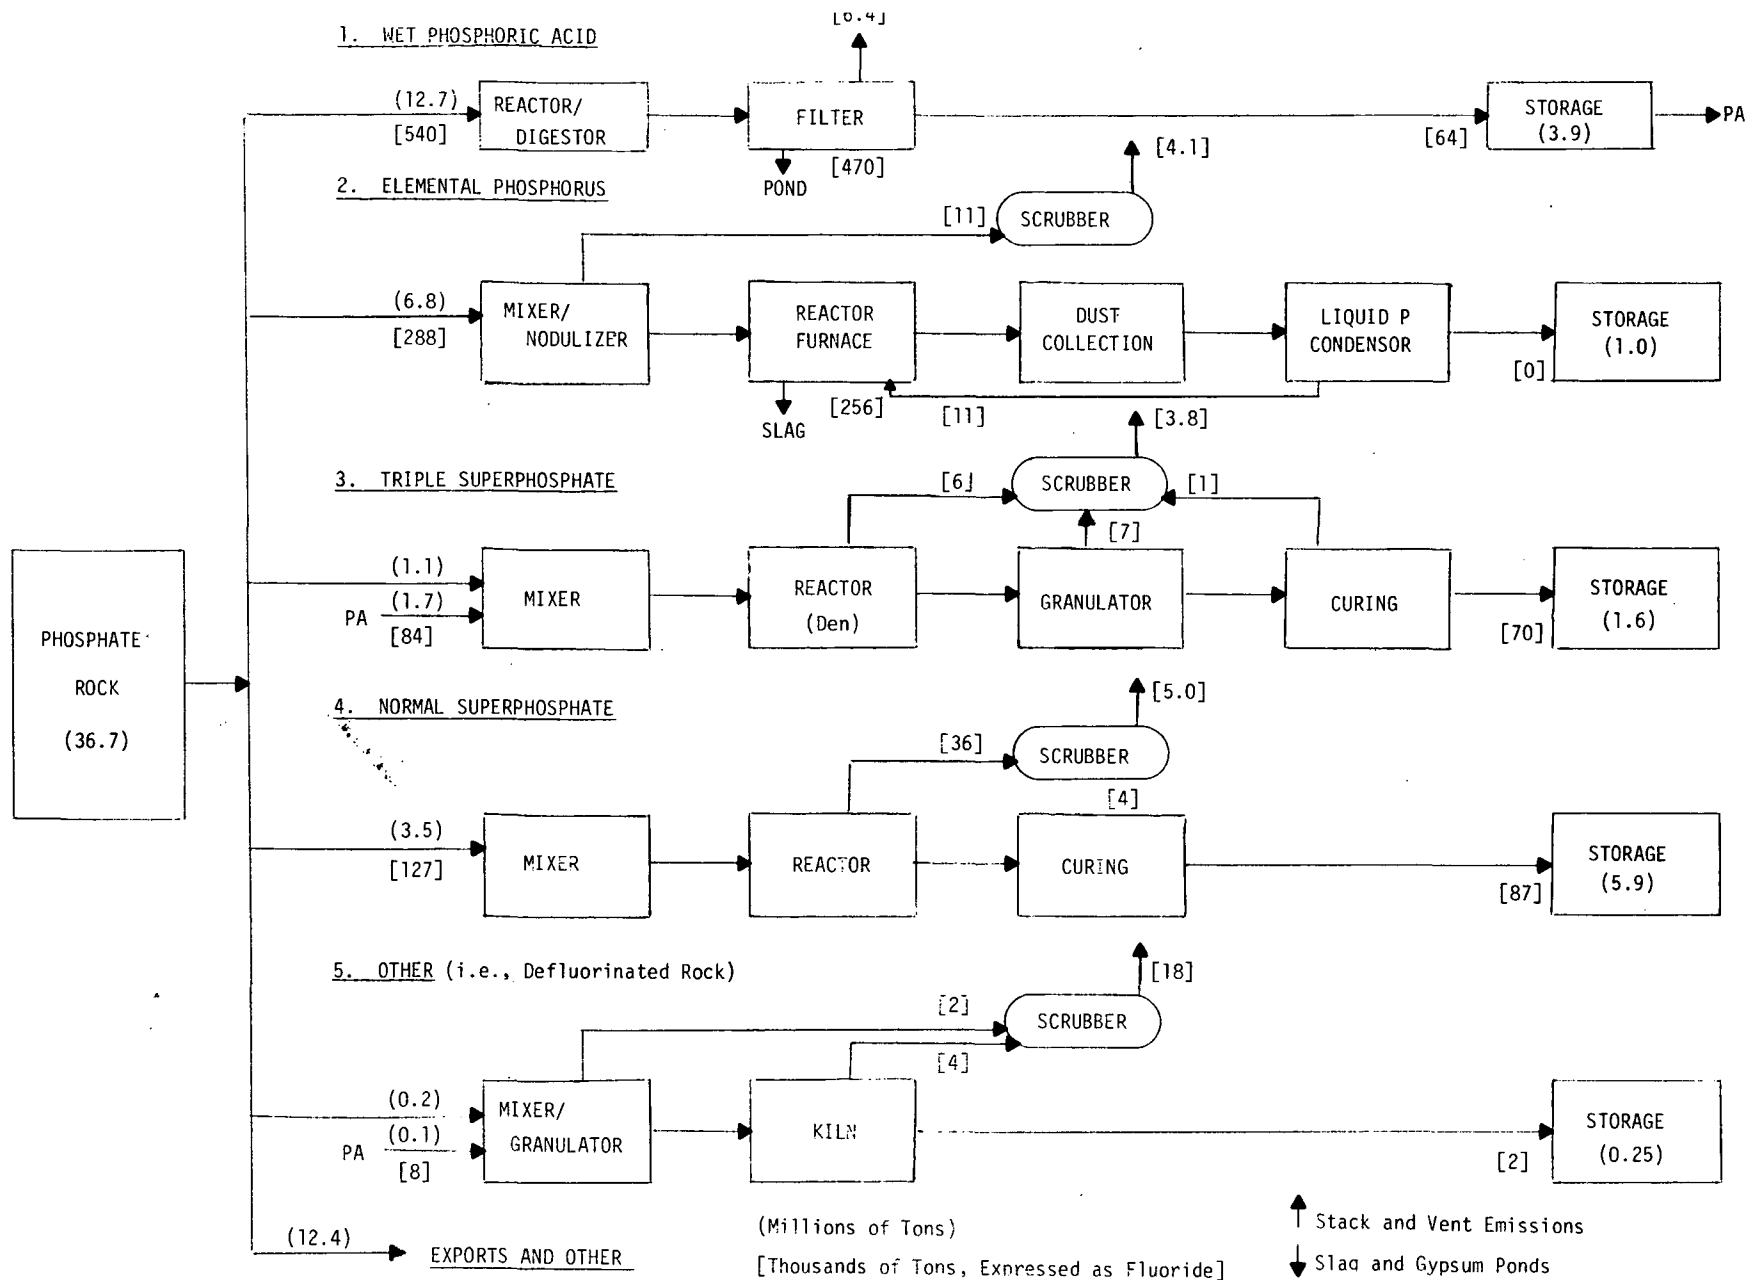 [6.4]
1. WET PHOSPHORIC ACID
(12.7)
[540]
REACTOR/
DIGESTOR
FILTER
[470]
POND
[64]
STORAGE
(3.9)
PA
2. ELEMENTAL PHOSPHORUS
[4.1]
[11]
SCRUBBER
(6.8)
[288]
MIXER/
NODULIZER
REACTOR
FURNACE
DUST
COLLECTION
LIQUID P
CONDENSOR
[0]
STORAGE
(1.0)
[256]
SLAG
[11]
3. TRIPLE SUPERPHOSPHATE
[3.8]
[6]
SCRUBBER
[1]
[7]
(1.1)
PA
(1.7)
[84]
MIXER
REACTOR
(Den)
GRANULATOR
CURING
[70]
STORAGE
(1.6)
PHOSPHATE
ROCK
(36.7)
4. NORMAL SUPERPHOSPHATE
[5.0]
[36]
SCRUBBER
[4]
(3.5)
[127]
MIXER
REACTOR
CURING
[87]
STORAGE
(5.9)
5. OTHER (i.e., Defluorinated Rock)
[18]
[2]
SCRUBBER
[4]
(0.2)
PA
(0.1)
[8]
MIXER/
GRANULATOR
KILN
[2]
STORAGE
(0.25)
(12.4)
EXPORTS AND OTHER
(Millions of Tons)
[Thousands of Tons, Expressed as Fluoride]
Stack and Vent Emissions
Slag and Gypsum Ponds